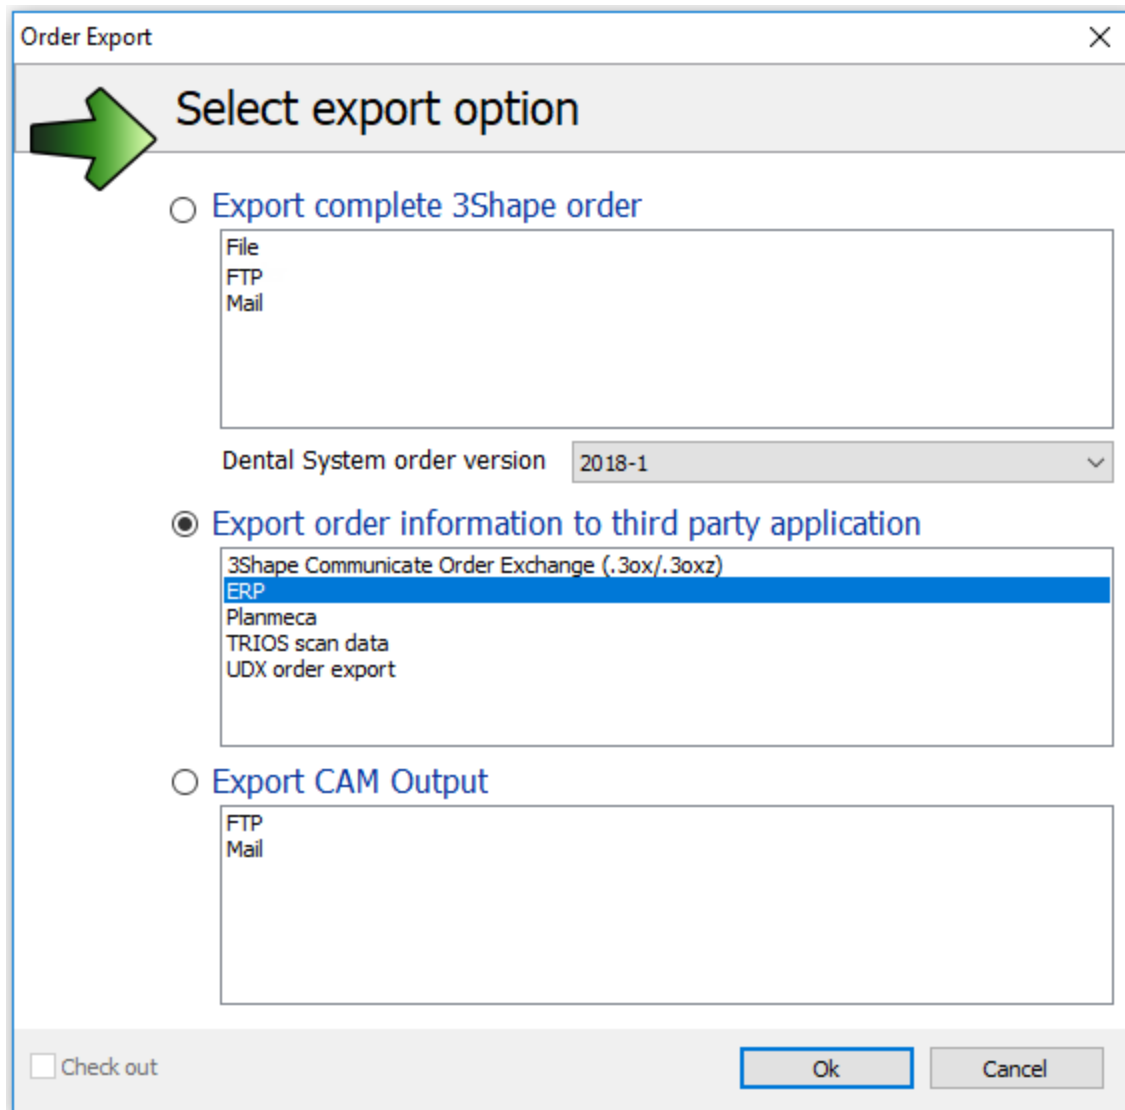 Order Export
Select export option
Export complete 3Shape order
File
FTP
Mail
Dental System order version 2018-1
Export order information to third party application
3Shape Communicate Order Exchange (.3ox/.3oxz)
ERP
Planmeca
TRIOS scan data
UDX order export
Export CAM Output
FTP
Mail
Check out Ok Cancel